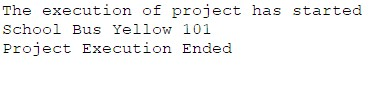 The execution of project has started
School Bus Yellow 101
Project Execution Ended